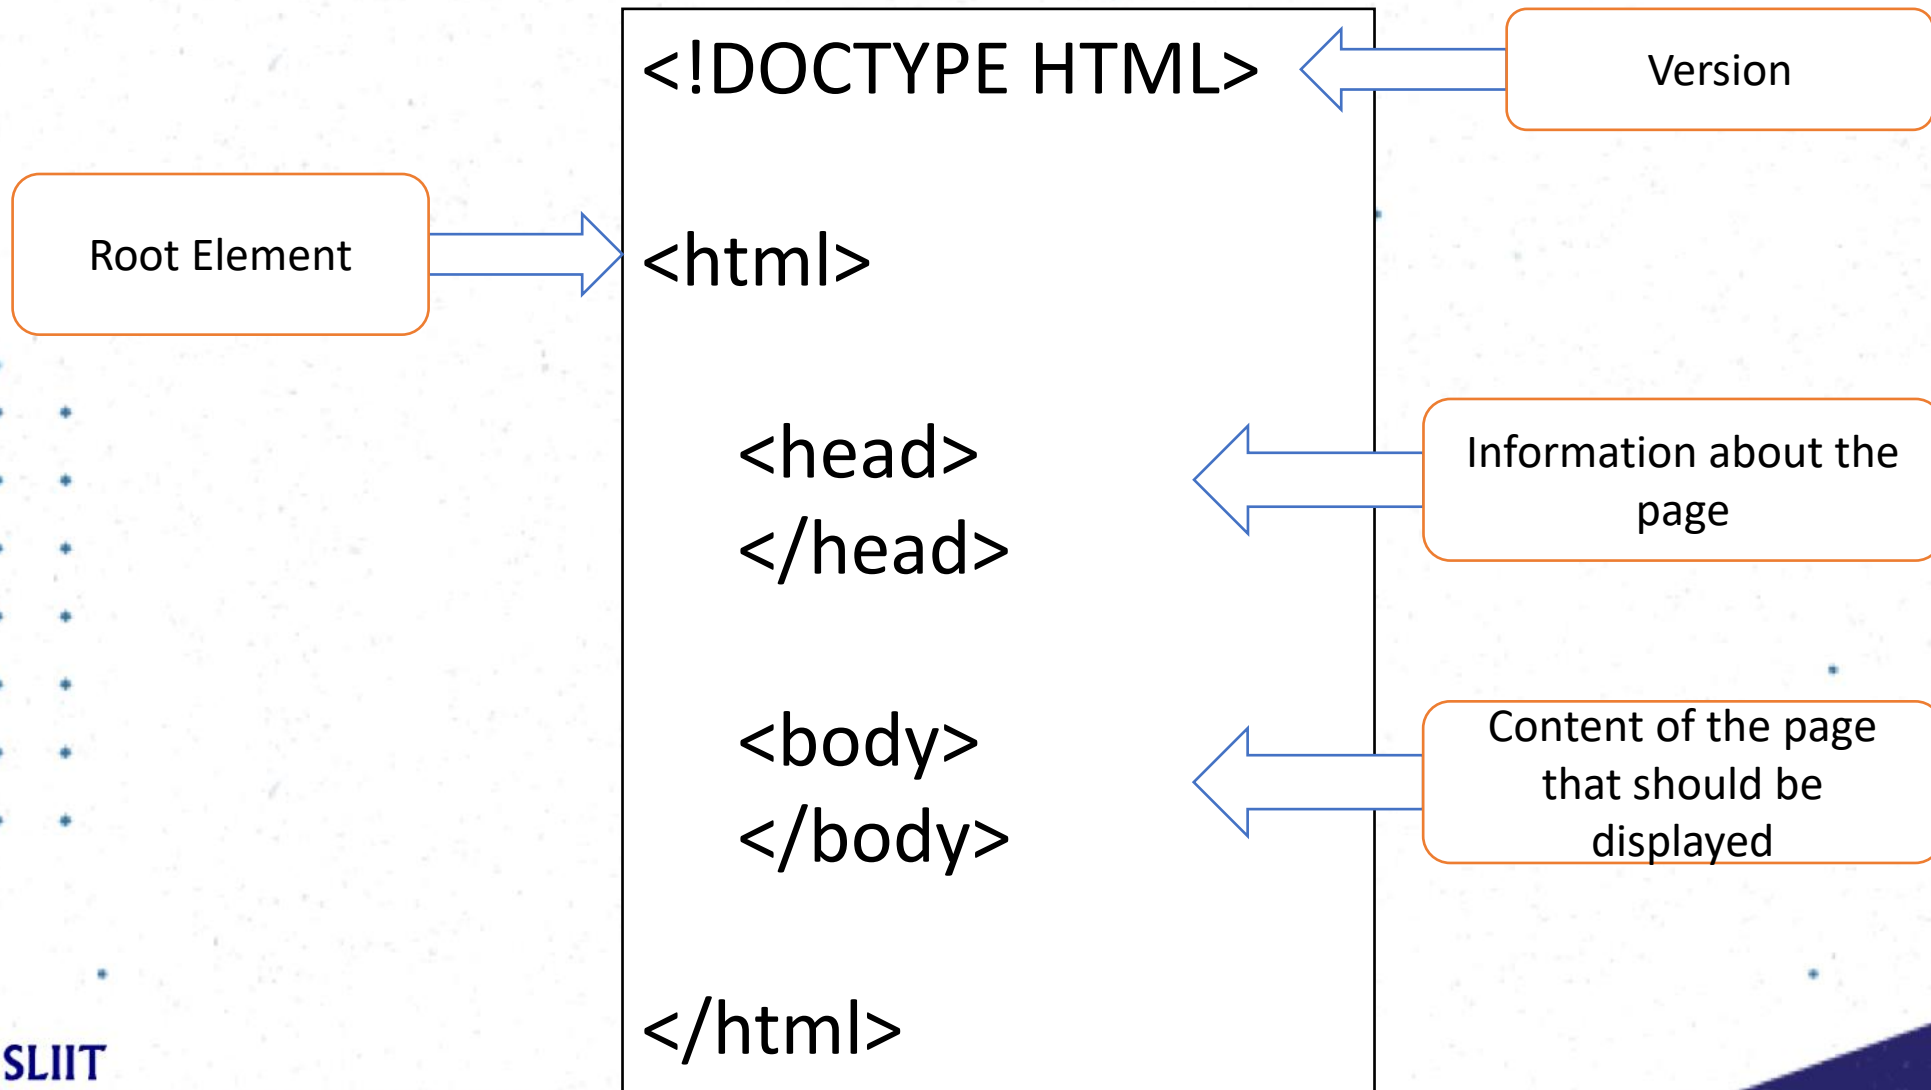 <!DOCTYPE HTML>
Version
Root Element
<html>
<head>
Information about the
page
</head>
<body>
Content of the page
that should be
displayed
</body>
</html>
SLIIT